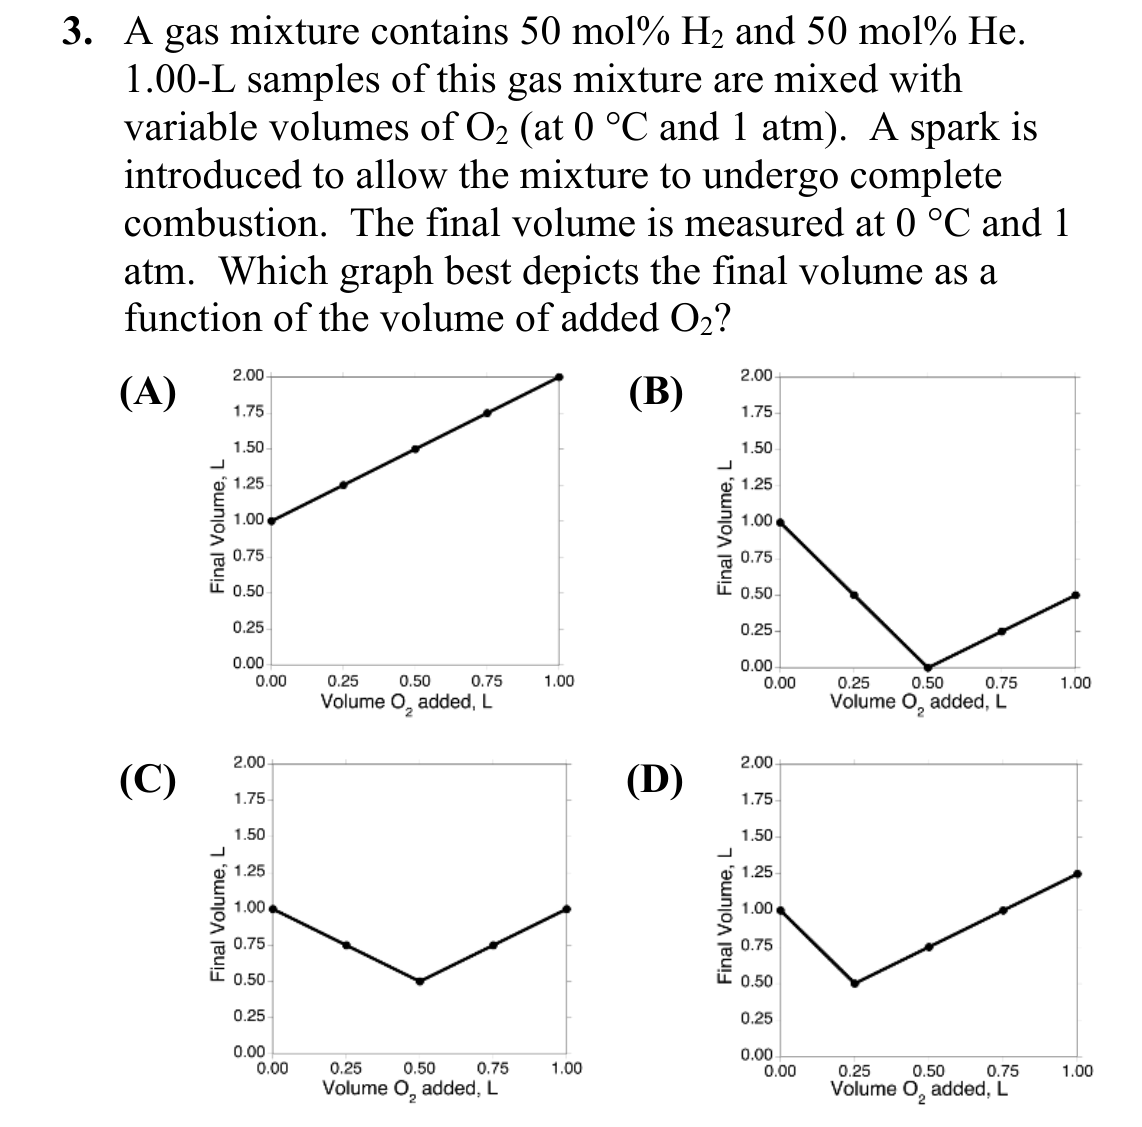 3. A gas mixture contains 50 mol% H₂ and 50 mol% He.
1.00-L samples of this gas mixture are mixed with
variable volumes of O₂ (at 0 °C and 1 atm). A spark is
introduced to allow the mixture to undergo complete
combustion. The final volume is measured at 0 °C and 1
atm. Which graph best depicts the final volume as a
function of the volume of added O₂?
(A)
2.00
1.75
1.50
1.25
1.00
0.75
0.50
0.25
0.00
Final Volume, L
0.00 0.25 0.50 0.75 1.00
Volume O₂ added, L
(B)
2.00
1.75
1.50
1.25
1.00
0.75
0.50
0.25
0.00
Final Volume, L
0.00 0.25 0.50 0.75 1.00
Volume O₂ added, L
(C)
2.00
1.75
1.50
1.25
1.00
0.75
0.50
0.25
0.00
Final Volume, L
0.00 0.25 0.50 0.75 1.00
Volume O₂ added, L
(D)
2.00
1.75
1.50
1.25
1.00
0.75
0.50
0.25
0.00
Final Volume, L
0.00 0.25 0.50 0.75 1.00
Volume O₂ added, L